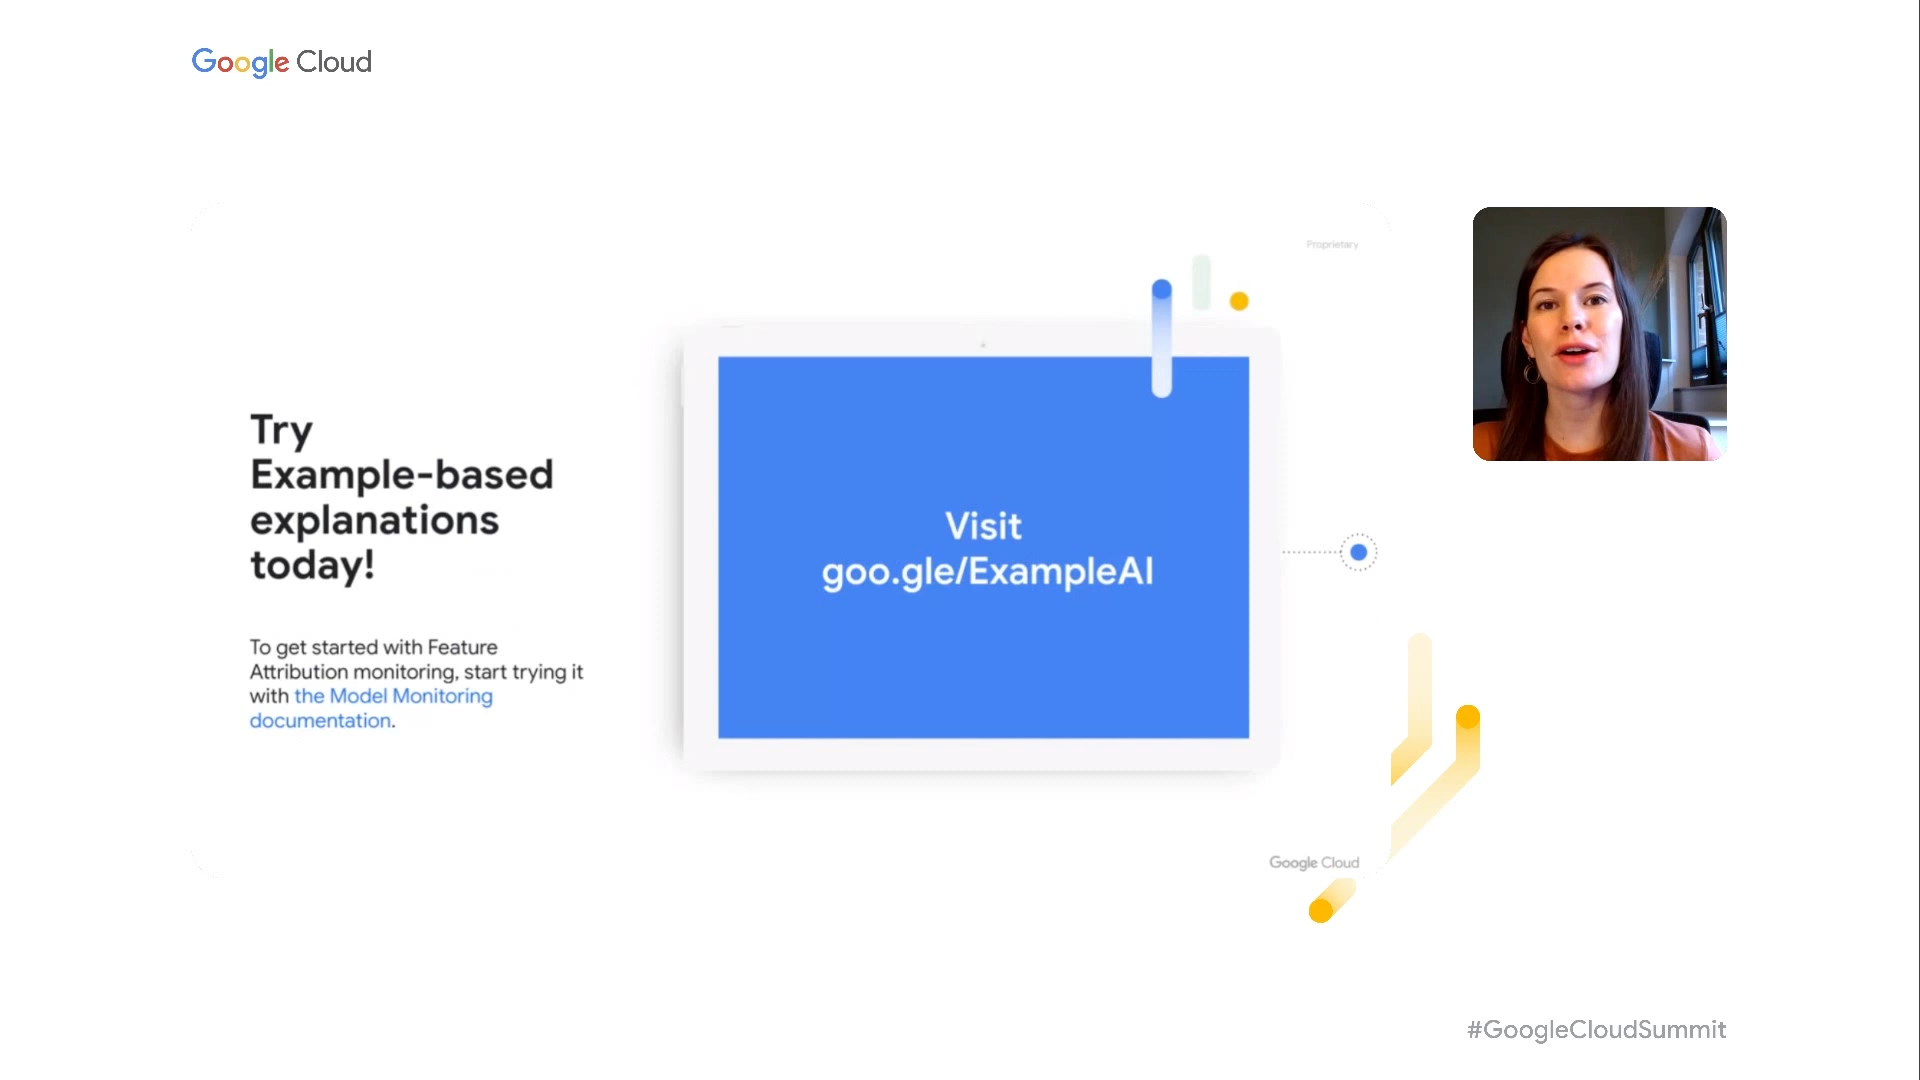 Google Cloud
Proprietary
Try
Example-based
explanations
today!
To get started with Feature
Attribution monitoring, start trying it
with the Model Monitoring
documentation.
Visit
goo.gle/ExampleAI
Google Cloud
#GoogleCloudSummit